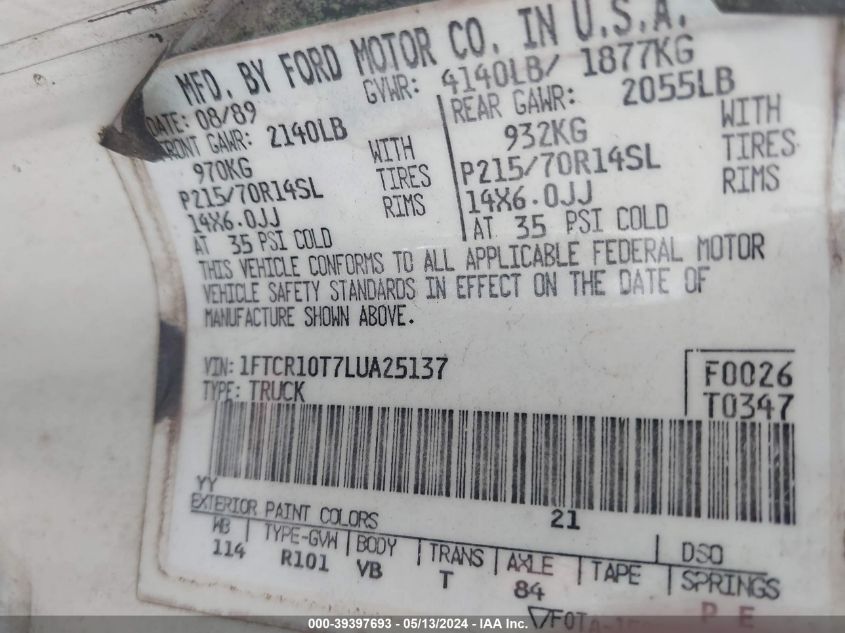 MFD. BY FORD MOTOR CO. IN U.S.A.
DATE: 08/89 GVWR: 4140LB/ 1877KG
FRONT GAWR: 2140LB REAR GAWR: 2055LB
970KG WITH 932KG WITH
P215/70R14SL TIRES P215/70R14SL TIRES
14X6.0JJ RIMS 14X6.0JJ RIMS
AT 35 PSI COLD AT 35 PSI COLD
THIS VEHICLE CONFORMS TO ALL APPLICABLE FEDERAL MOTOR
VEHICLE SAFETY STANDARDS IN EFFECT ON THE DATE OF
MANUFACTURE SHOWN ABOVE.
VIN: 1FTCR10T7LUA25137 F0026
TYPE: TRUCK T0347
YY
EXTERIOR PAINT COLORS 21 DSO
WB TYPE-GVW BODY TRANS AXLE TAPE SPRINGS
114 R101 VB T 84 P E
000-39397693 - 05/13/2024 - IAA Inc.